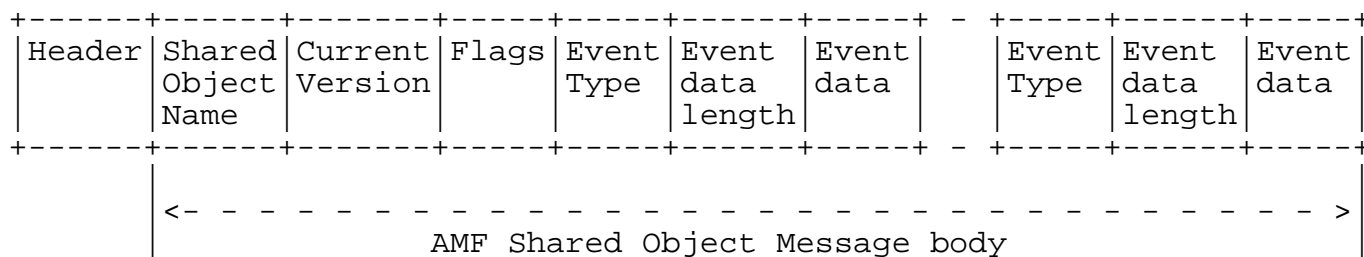 +------+------+-------+-----+-----+------+-----+ - +-----+------+-----+
|Header|Shared|Current|Flags|Event|Event |Event|   |Event|Event |Event|
|      |Object|Version|     |Type |data  |data |   |Type |data  |data |
|      |Name  |       |     |     |length|     |   |     |length|     |
+------+------+-------+-----+-----+------+-----+ - +-----+------+-----+
       |                                                              |
       |<- - - - - - - - - - - - - - - - - - - - - - - - - - - - - - >|
       |             AMF Shared Object Message body                   |